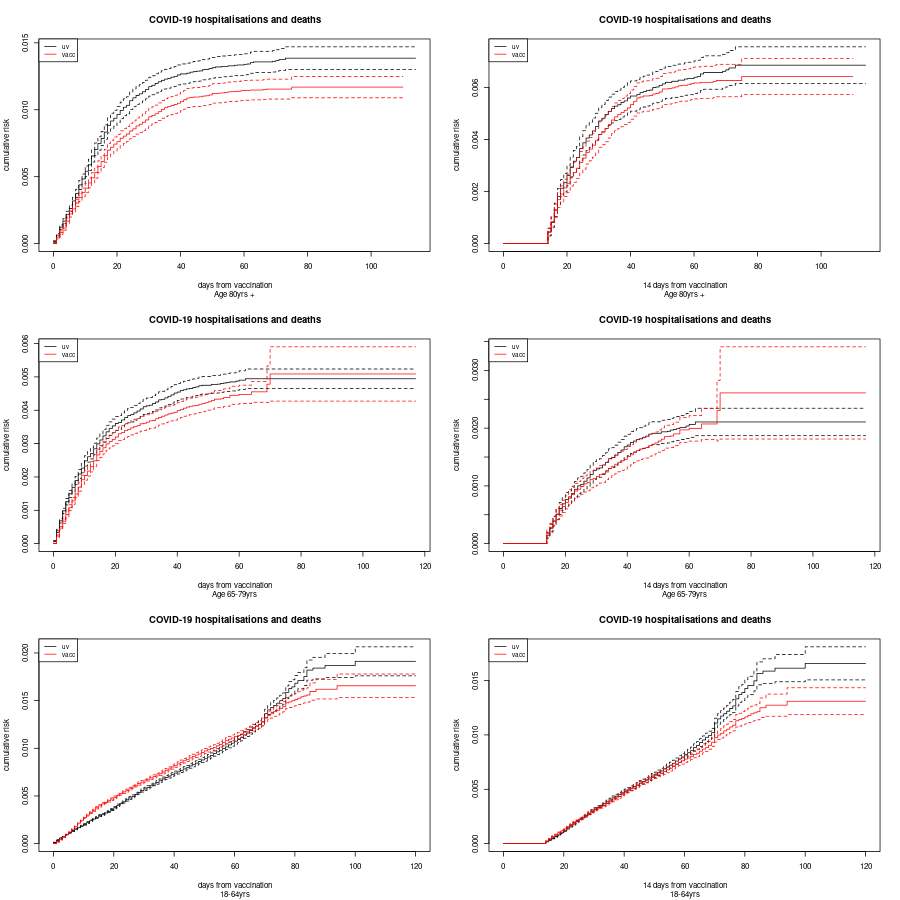 COVID-19 hospitalisations and deaths
uv
vacc
cumulative risk
0.000
0.005
0.010
0.015
0
20
40
60
80
100
days from vaccination
Age 80yrs +
COVID-19 hospitalisations and deaths
uv
vacc
cumulative risk
0.000
0.002
0.004
0.006
0
20
40
60
80
100
14 days from vaccination
Age 80yrs +
COVID-19 hospitalisations and deaths
uv
vacc
cumulative risk
0.000
0.001
0.002
0.003
0.004
0.005
0.006
0
20
40
60
80
100
120
days from vaccination
Age 65-79yrs
COVID-19 hospitalisations and deaths
uv
vacc
cumulative risk
0.0000
0.0010
0.0020
0.0030
0
20
40
60
80
100
120
14 days from vaccination
Age 65-79yrs
COVID-19 hospitalisations and deaths
uv
vacc
cumulative risk
0.000
0.005
0.010
0.015
0.020
0
20
40
60
80
100
120
days from vaccination
18-64yrs
COVID-19 hospitalisations and deaths
uv
vacc
cumulative risk
0.000
0.005
0.010
0.015
0
20
40
60
80
100
120
14 days from vaccination
18-64yrs